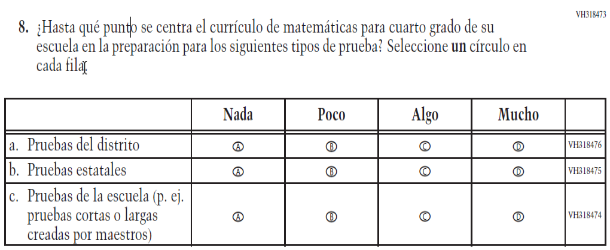 VH318473
8. ¿Hasta qué punto se centra el currículo de matemáticas para cuarto grado de su
escuela en la preparación para los siguientes tipos de prueba? Seleccione un círculo en
cada fila.
Nada Poco Algo Mucho
a. Pruebas del distrito A B C D VH318476
b. Pruebas estatales A B C D VH318475
c. Pruebas de la escuela (p. ej.
pruebas cortas o largas A B C D VH318474
creadas por maestros)